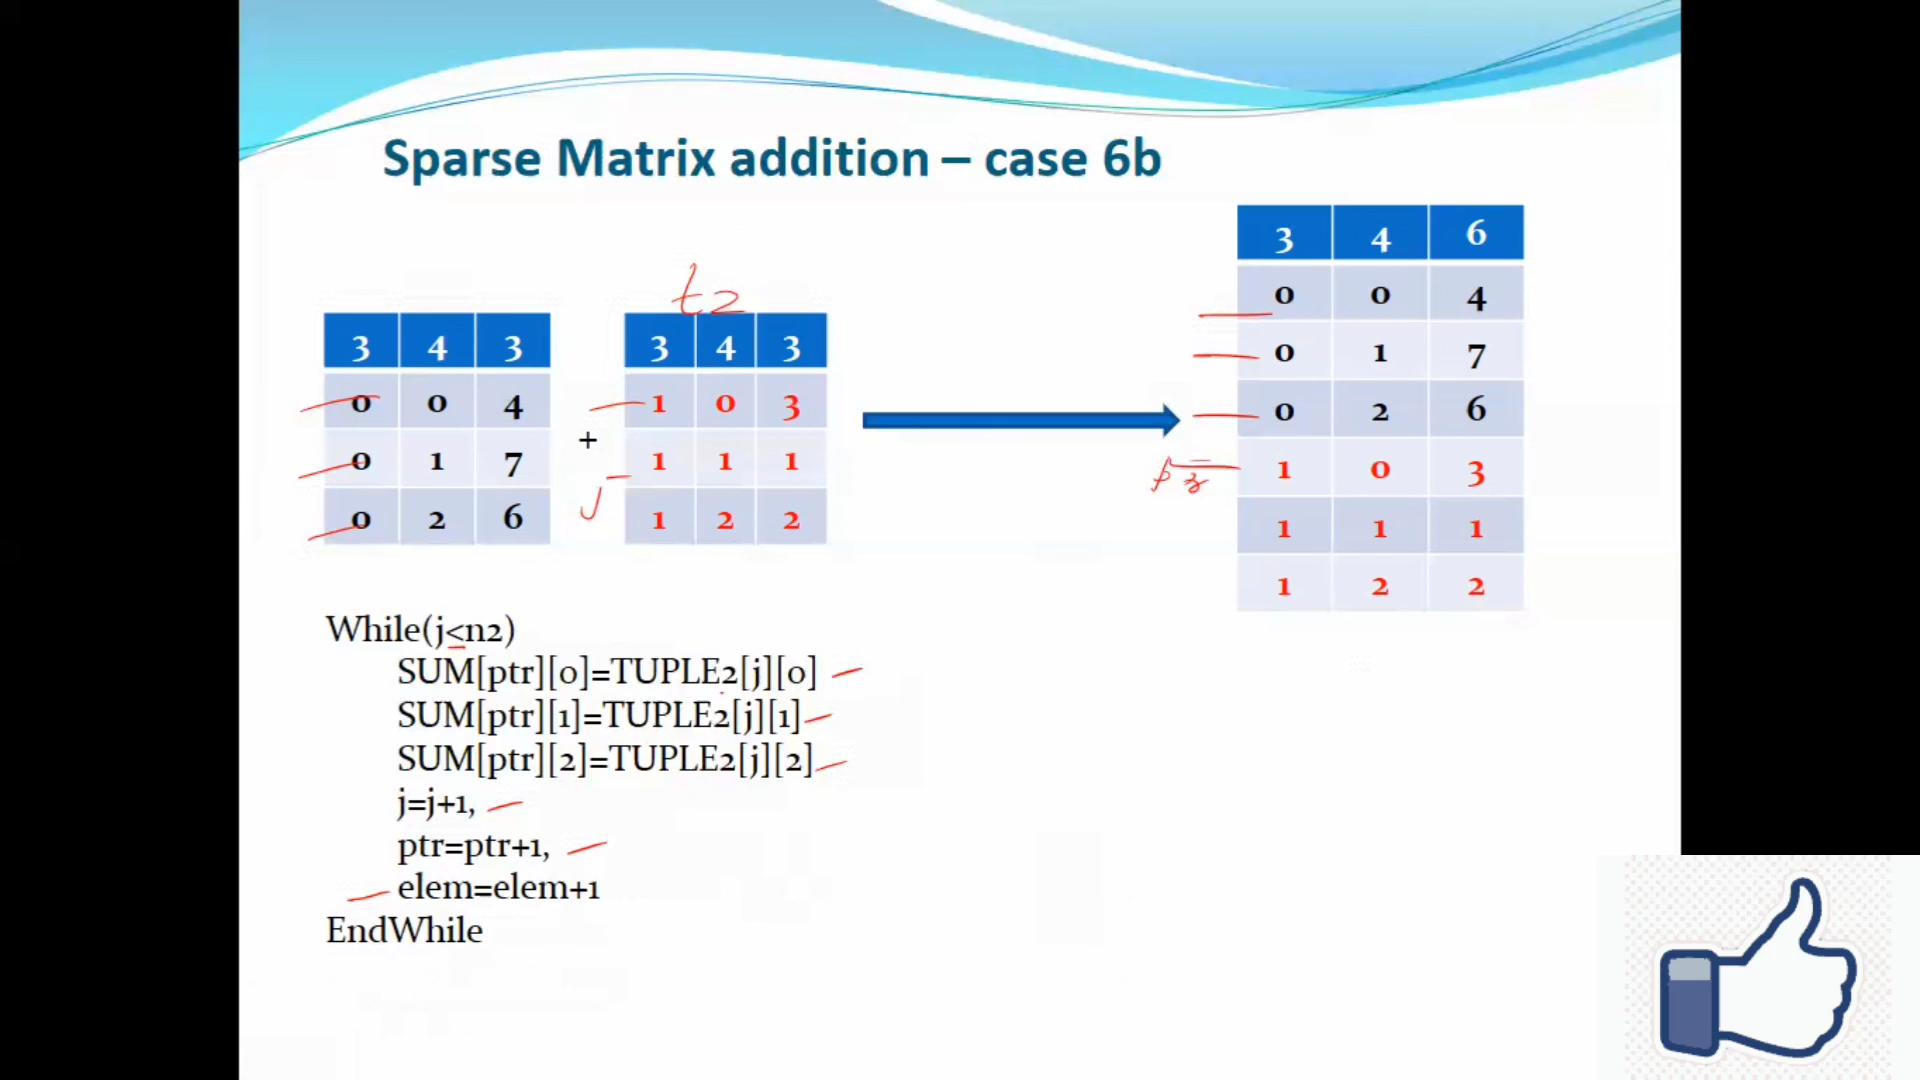 Sparse Matrix addition – case 6b
t2
3 4 3
0 0 4
0 1 7
0 2 6
+
3 4 3
1 0 3
1 1 1
1 2 2
j
3 4 6
0 0 4
0 1 7
0 2 6
1 0 3
1 1 1
1 2 2
While(j<n2)
SUM[ptr][0]=TUPLE2[j][0]
SUM[ptr][1]=TUPLE2[j][1]
SUM[ptr][2]=TUPLE2[j][2]
j=j+1,
ptr=ptr+1,
elem=elem+1
EndWhile